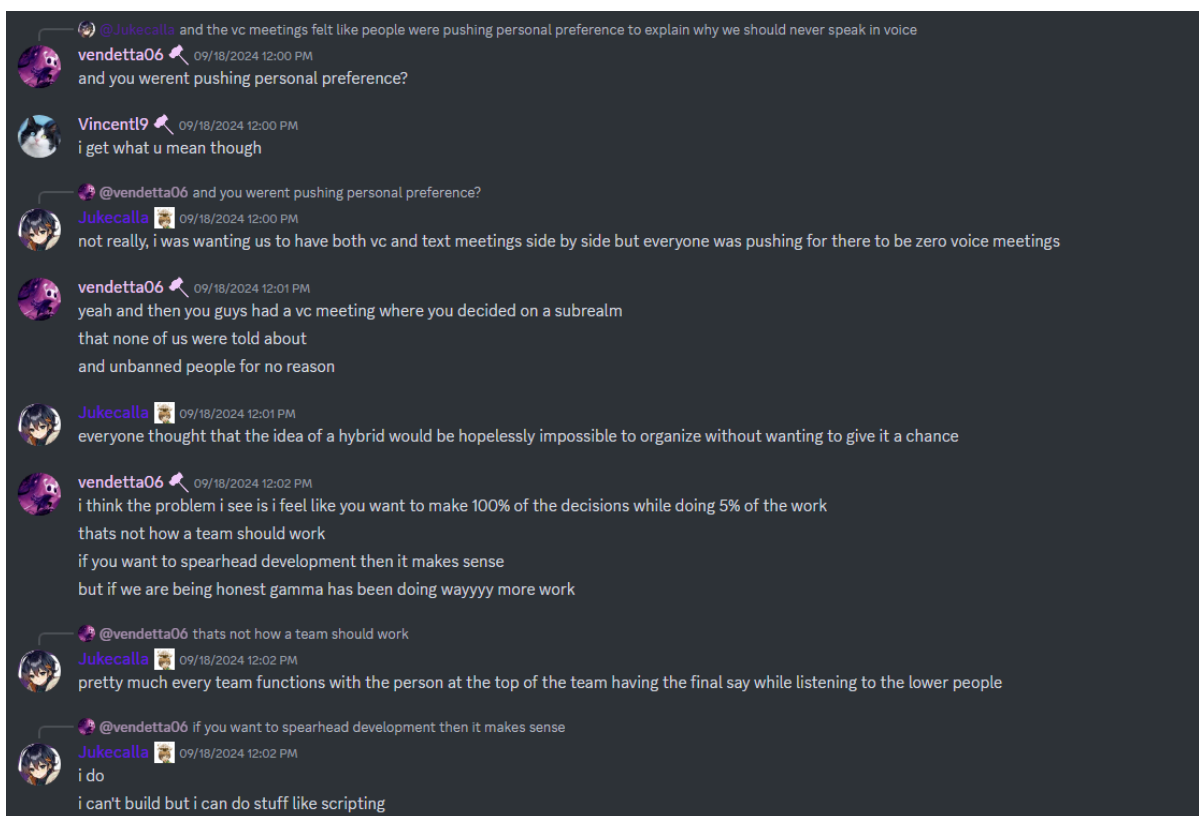 @Jukecalla and the vc meetings felt like people were pushing personal preference to explain why we should never speak in voice
vendetta06 09/18/2024 12:00 PM
and you werent pushing personal preference?
Vincentl9 09/18/2024 12:00 PM
i get what u mean though
@vendetta06 and you werent pushing personal preference?
Jukecalla 09/18/2024 12:00 PM
not really, i was wanting us to have both vc and text meetings side by side but everyone was pushing for there to be zero voice meetings
vendetta06 09/18/2024 12:01 PM
yeah and then you guys had a vc meeting where you decided on a subrealm
that none of us were told about
and unbanned people for no reason
Jukecalla 09/18/2024 12:01 PM
everyone thought that the idea of a hybrid would be hopelessly impossible to organize without wanting to give it a chance
vendetta06 09/18/2024 12:02 PM
i think the problem i see is i feel like you want to make 100% of the decisions while doing 5% of the work
thats not how a team should work
if you want to spearhead development then it makes sense
but if we are being honest gamma has been doing wayyyy more work
@vendetta06 thats not how a team should work
Jukecalla 09/18/2024 12:02 PM
pretty much every team functions with the person at the top of the team having the final say while listening to the lower people
@vendetta06 if you want to spearhead development then it makes sense
Jukecalla 09/18/2024 12:02 PM
i do
i can't build but i can do stuff like scripting